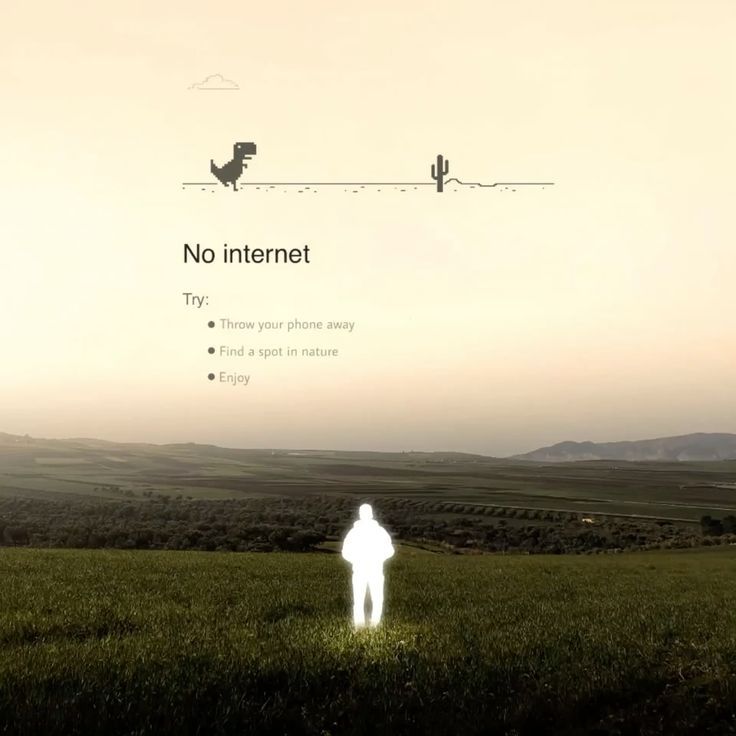 No internet
Try:
● Throw your phone away
● Find a spot in nature
● Enjoy